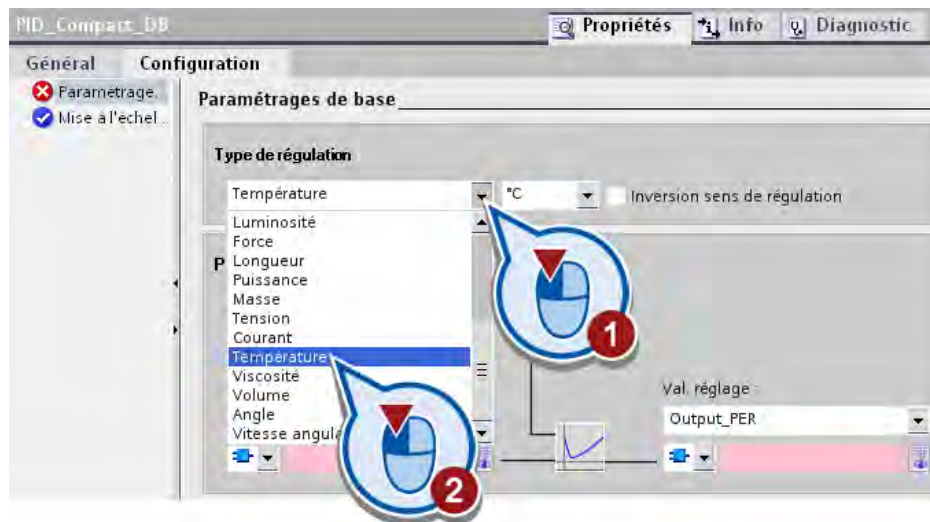 PID_Compact_DB
Propriétés Info Diagnostic
Général Configuration
Paramétrage.
Mise à l'échel...
Paramétrages de base
Type de régulation
Température °C Inversion sens de régulation
Luminosité
Force
P Longueur
Puissance
Masse
Tension
Courant
Température
Viscosité
Volume
Angle
Vitesse angula
Val. réglage :
Output_PER
1
2